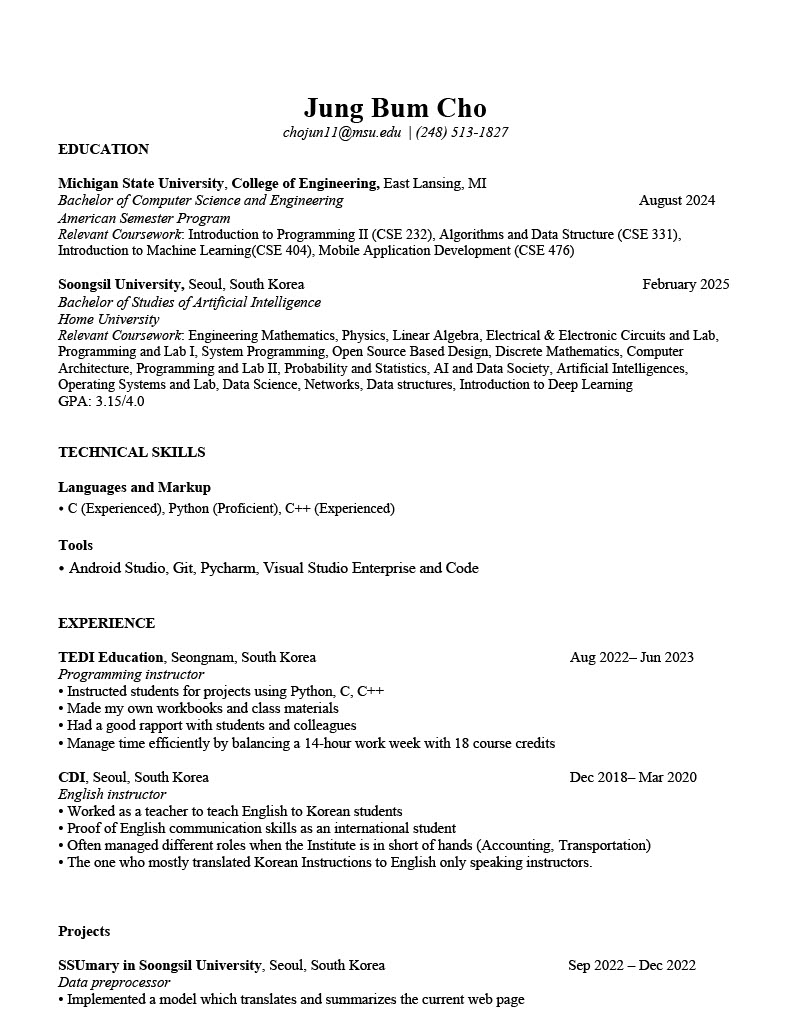 Jung Bum Cho
chojun11@msu.edu | (248) 513-1827
EDUCATION
Michigan State University, College of Engineering, East Lansing, MI
Bachelor of Computer Science and Engineering August 2024
American Semester Program
Relevant Coursework: Introduction to Programming II (CSE 232), Algorithms and Data Structure (CSE 331),
Introduction to Machine Learning(CSE 404), Mobile Application Development (CSE 476)
Soongsil University, Seoul, South Korea February 2025
Bachelor of Studies of Artificial Intelligence
Home University
Relevant Coursework: Engineering Mathematics, Physics, Linear Algebra, Electrical & Electronic Circuits and Lab,
Programming and Lab I, System Programming, Open Source Based Design, Discrete Mathematics, Computer
Architecture, Programming and Lab II, Probability and Statistics, AI and Data Society, Artificial Intelligences,
Operating Systems and Lab, Data Science, Networks, Data structures, Introduction to Deep Learning
GPA: 3.15/4.0
TECHNICAL SKILLS
Languages and Markup
• C (Experienced), Python (Proficient), C++ (Experienced)
Tools
• Android Studio, Git, Pycharm, Visual Studio Enterprise and Code
EXPERIENCE
TEDI Education, Seongnam, South Korea Aug 2022– Jun 2023
Programming instructor
• Instructed students for projects using Python, C, C++
• Made my own workbooks and class materials
• Had a good rapport with students and colleagues
• Manage time efficiently by balancing a 14-hour work week with 18 course credits
CDI, Seoul, South Korea Dec 2018– Mar 2020
English instructor
• Worked as a teacher to teach English to Korean students
• Proof of English communication skills as an international student
• Often managed different roles when the Institute is in short of hands (Accounting, Transportation)
• The one who mostly translated Korean Instructions to English only speaking instructors.
Projects
SSUmary in Soongsil University, Seoul, South Korea Sep 2022 – Dec 2022
Data preprocessor
• Implemented a model which translates and summarizes the current web page